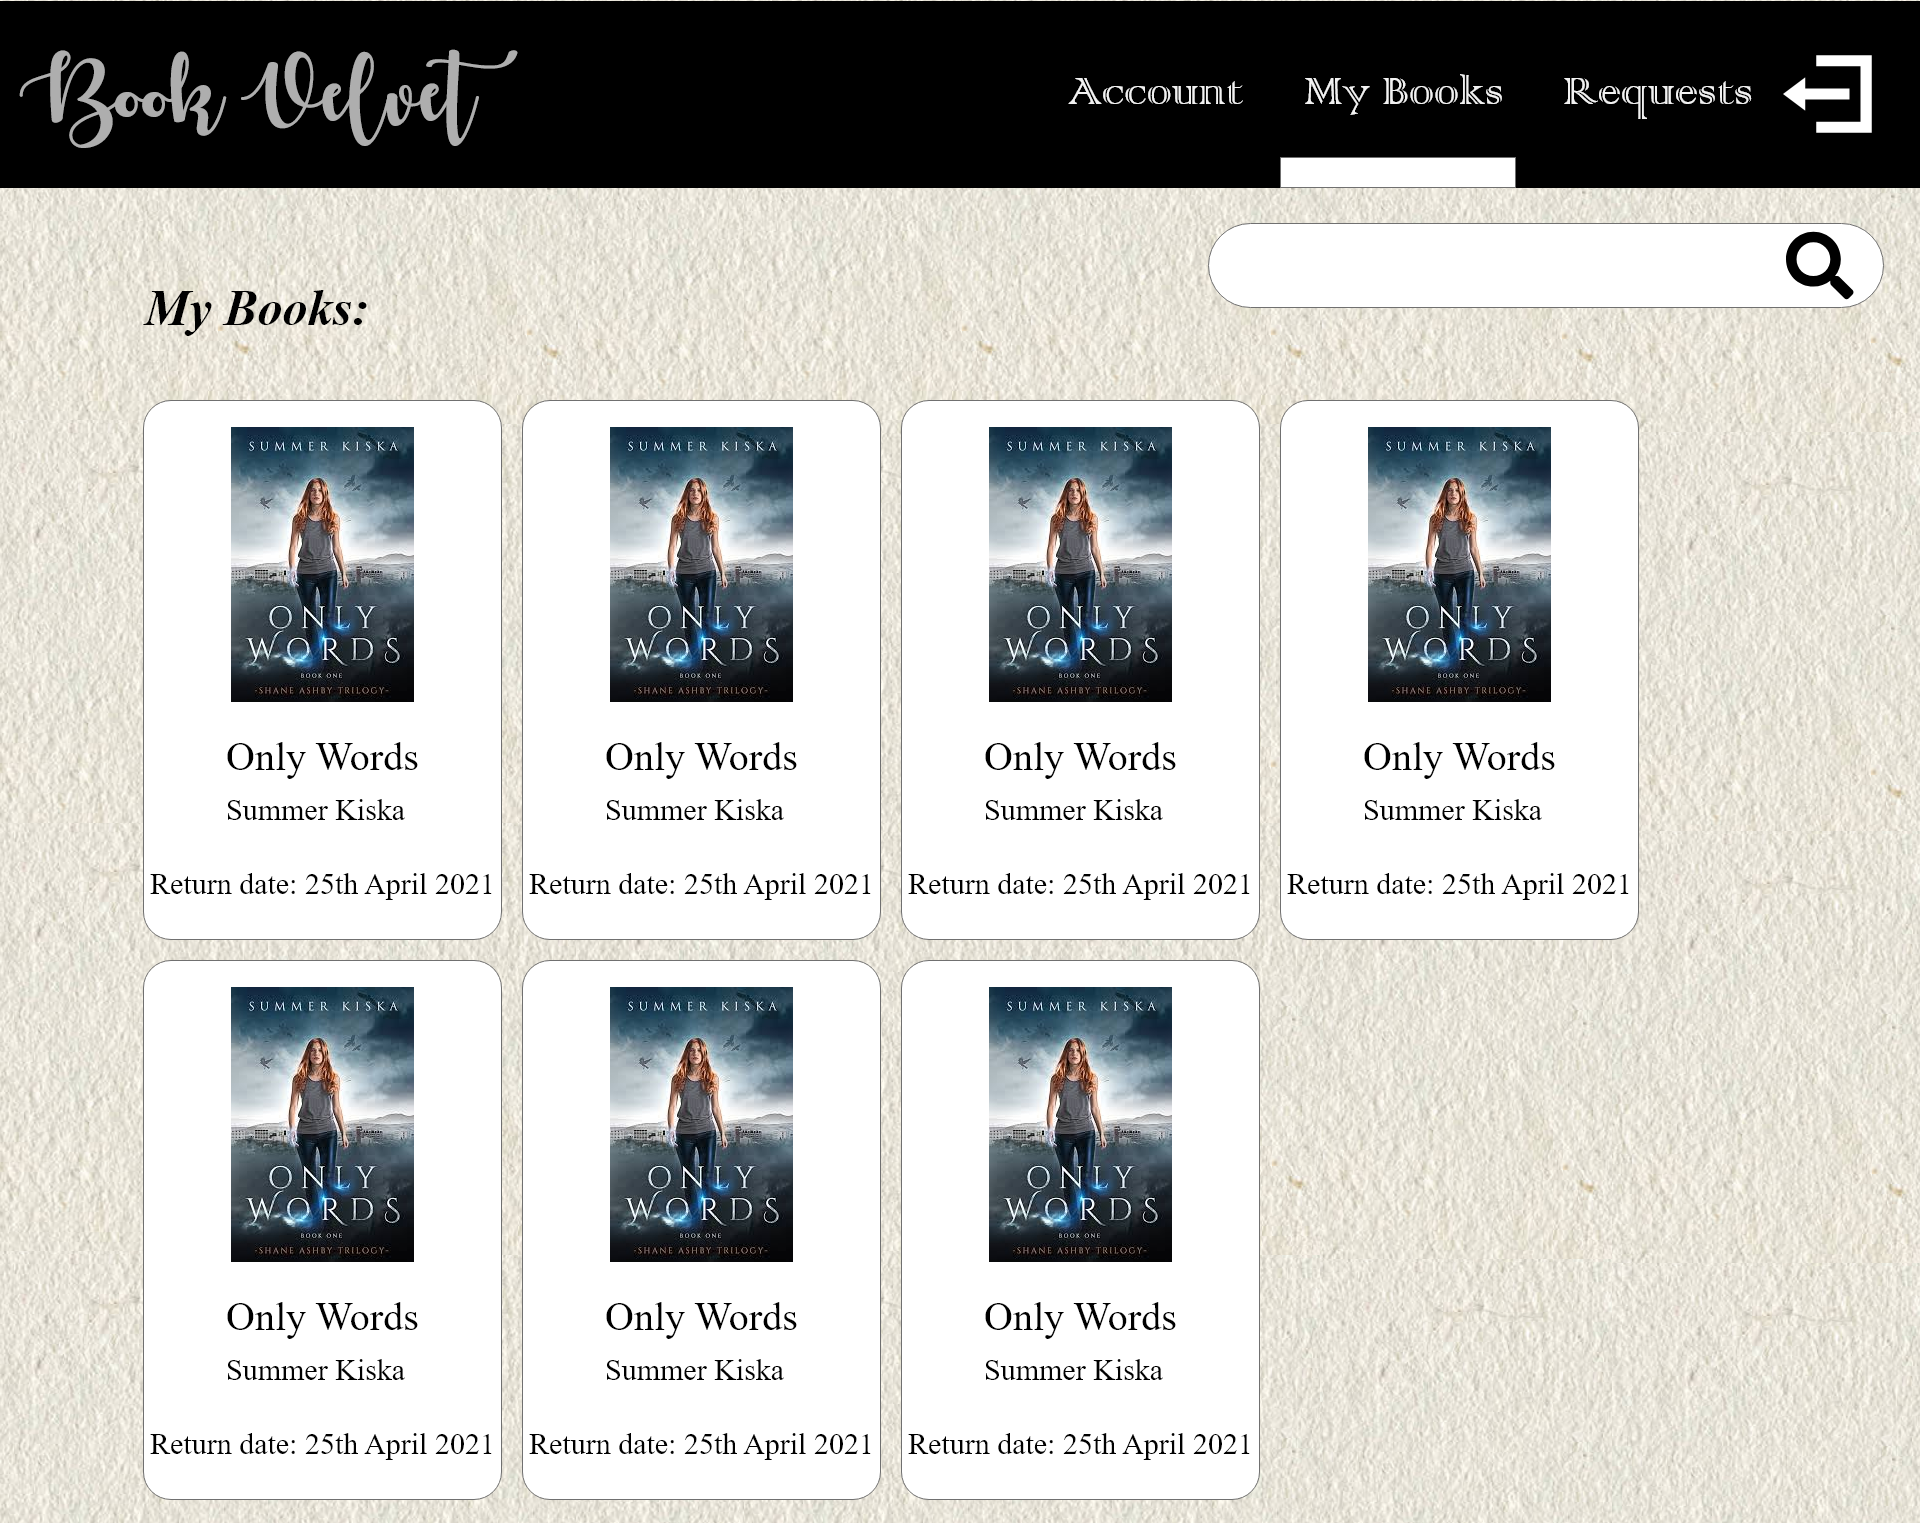 Book Velvet
Account My Books Requests
My Books:
SUMMER KISKA
ONLY
WORDS
BOOK ONE
-SHANE ASHBY TRILOGY-
Only Words
Summer Kiska
Return date: 25th April 2021
SUMMER KISKA
ONLY
WORDS
BOOK ONE
-SHANE ASHBY TRILOGY-
Only Words
Summer Kiska
Return date: 25th April 2021
SUMMER KISKA
ONLY
WORDS
BOOK ONE
-SHANE ASHBY TRILOGY-
Only Words
Summer Kiska
Return date: 25th April 2021
SUMMER KISKA
ONLY
WORDS
BOOK ONE
-SHANE ASHBY TRILOGY-
Only Words
Summer Kiska
Return date: 25th April 2021
SUMMER KISKA
ONLY
WORDS
BOOK ONE
-SHANE ASHBY TRILOGY-
Only Words
Summer Kiska
Return date: 25th April 2021
SUMMER KISKA
ONLY
WORDS
BOOK ONE
-SHANE ASHBY TRILOGY-
Only Words
Summer Kiska
Return date: 25th April 2021
SUMMER KISKA
ONLY
WORDS
BOOK ONE
-SHANE ASHBY TRILOGY-
Only Words
Summer Kiska
Return date: 25th April 2021